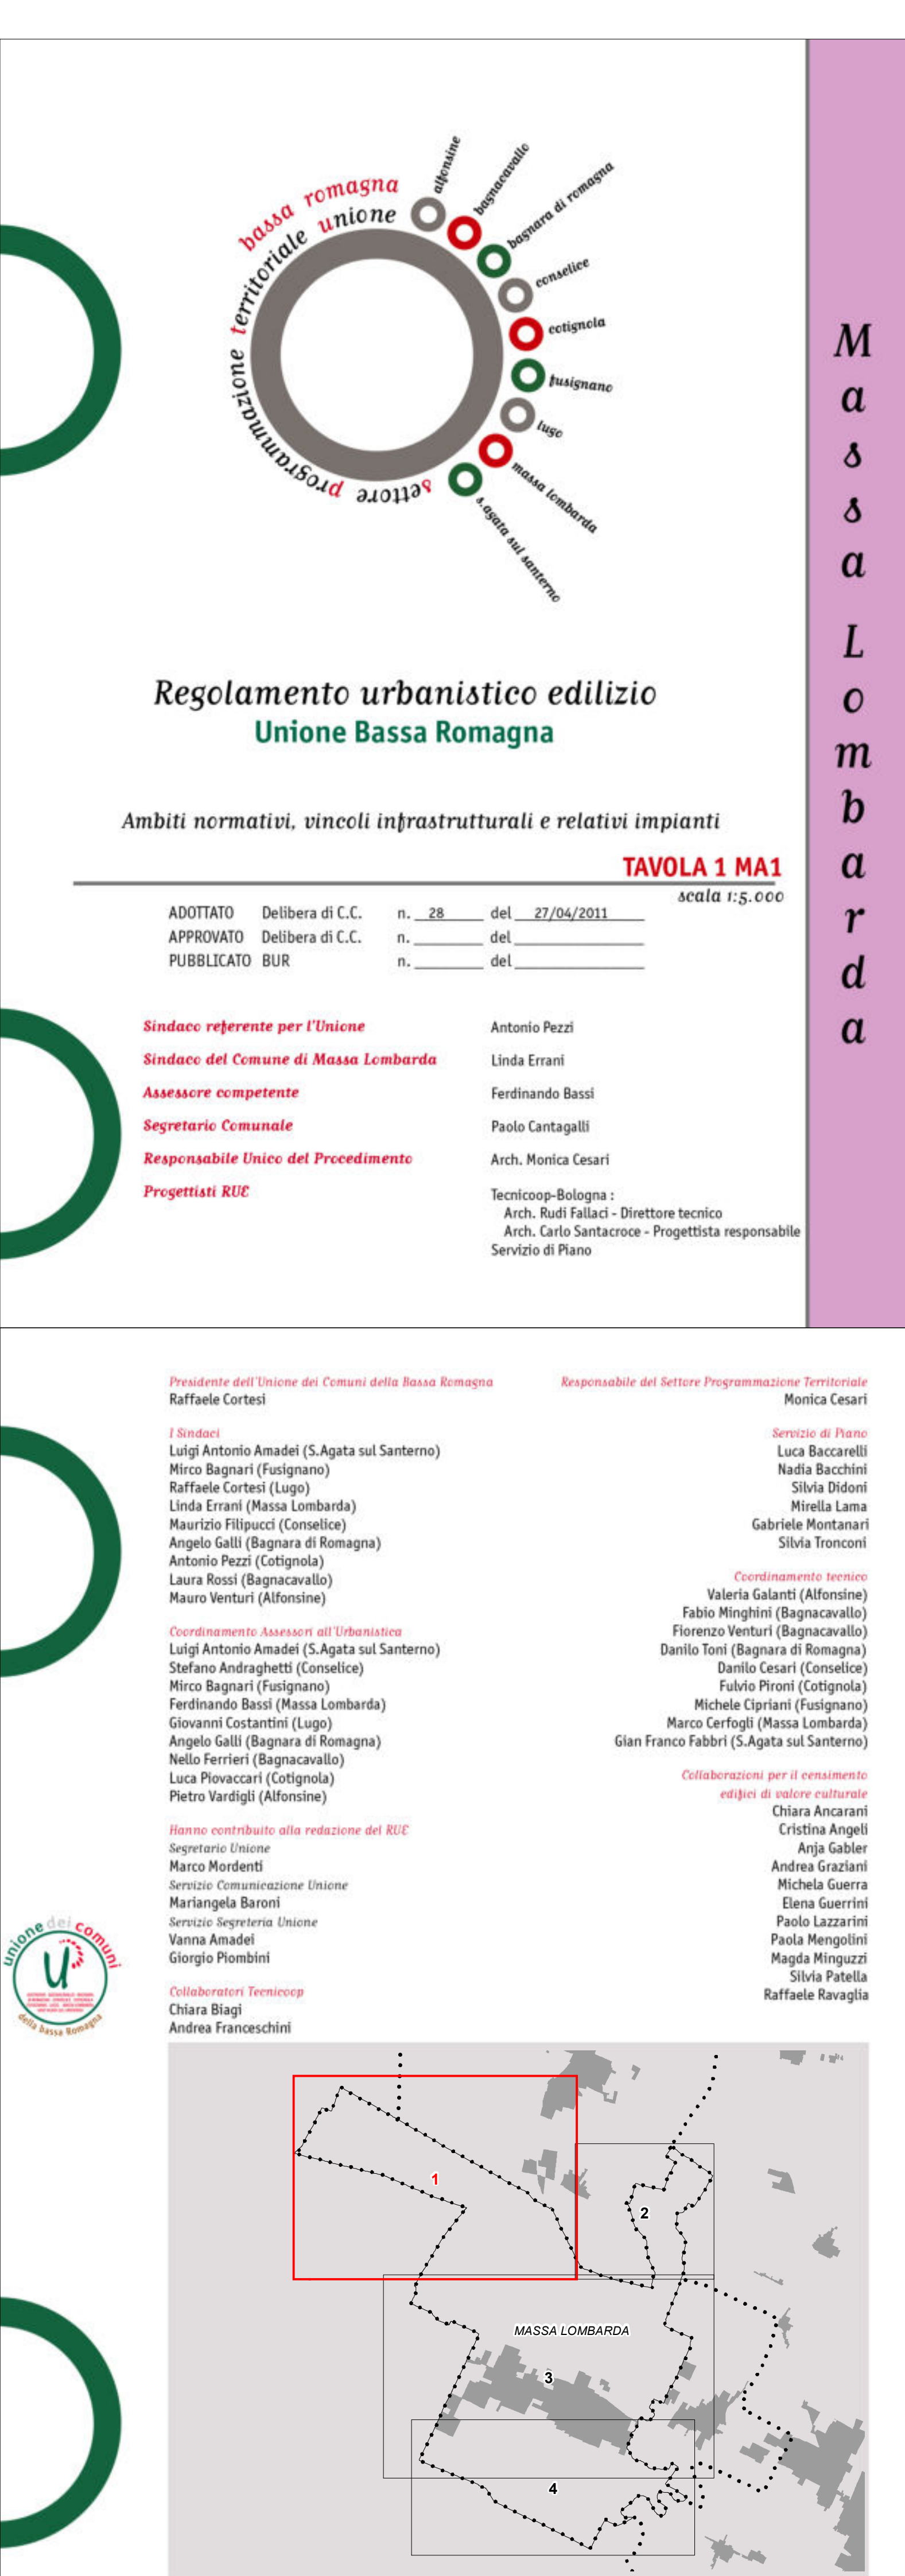 bassa romagna
settore programmazione territoriale unione
alfonsine
bagnacavallo
bagnara di romagna
conselice
cotignola
fusignano
lugo
massa lombarda
s.agata sul santerno
Massa Lombarda
Regolamento urbanistico edilizio
Unione Bassa Romagna
Ambiti normativi, vincoli infrastrutturali e relativi impianti
TAVOLA 1 MA1
scala 1:5.000
ADOTTATO Delibera di C.C. n. 28 del 27/04/2011
APPROVATO Delibera di C.C. n. ________ del ________
PUBBLICATO BUR n. ________ del ________
Sindaco referente per l'Unione Antonio Pezzi
Sindaco del Comune di Massa Lombarda Linda Errani
Assessore competente Ferdinando Bassi
Segretario Comunale Paolo Cantagalli
Responsabile Unico del Procedimento Arch. Monica Cesari
Progettisti RUE Tecnicoop-Bologna :
Arch. Rudi Fallaci - Direttore tecnico
Arch. Carlo Santacroce - Progettista responsabile
Servizio di Piano
Presidente dell'Unione dei Comuni della Bassa Romagna
Raffaele Cortesi
I Sindaci
Luigi Antonio Amadei (S.Agata sul Santerno)
Mirco Bagnari (Fusignano)
Raffaele Cortesi (Lugo)
Linda Errani (Massa Lombarda)
Maurizio Filipucci (Conselice)
Angelo Galli (Bagnara di Romagna)
Antonio Pezzi (Cotignola)
Laura Rossi (Bagnacavallo)
Mauro Venturi (Alfonsine)
Coordinamento Assessori all'Urbanistica
Luigi Antonio Amadei (S.Agata sul Santerno)
Stefano Andraghetti (Conselice)
Mirco Bagnari (Fusignano)
Ferdinando Bassi (Massa Lombarda)
Giovanni Costantini (Lugo)
Angelo Galli (Bagnara di Romagna)
Nello Ferrieri (Bagnacavallo)
Luca Piovaccari (Cotignola)
Pietro Vardigli (Alfonsine)
Hanno contribuito alla redazione del RUE
Segretario Unione
Marco Mordenti
Servizio Comunicazione Unione
Mariangela Baroni
Servizio Segreteria Unione
Vanna Amadei
Giorgio Piombini
Collaboratori Tecnicoop
Chiara Biagi
Andrea Franceschini
Responsabile del Settore Programmazione Territoriale
Monica Cesari
Servizio di Piano
Luca Baccarelli
Nadia Bacchini
Silvia Didoni
Mirella Lama
Gabriele Montanari
Silvia Tronconi
Coordinamento tecnico
Valeria Galanti (Alfonsine)
Fabio Minghini (Bagnacavallo)
Fiorenzo Venturi (Bagnacavallo)
Danilo Toni (Bagnara di Romagna)
Danilo Cesari (Conselice)
Fulvio Pironi (Cotignola)
Michele Cipriani (Fusignano)
Marco Cerfogli (Massa Lombarda)
Gian Franco Fabbri (S.Agata sul Santerno)
Collaborazioni per il censimento
edifici di valore culturale
Chiara Ancarani
Cristina Angeli
Anja Gabler
Andrea Graziani
Michela Guerra
Elena Guerrini
Paolo Lazzarini
Paola Mengolini
Magda Minguzzi
Silvia Patella
Raffaele Ravaglia
unione dei comuni
della bassa Romagna
1
2
MASSA LOMBARDA
3
4